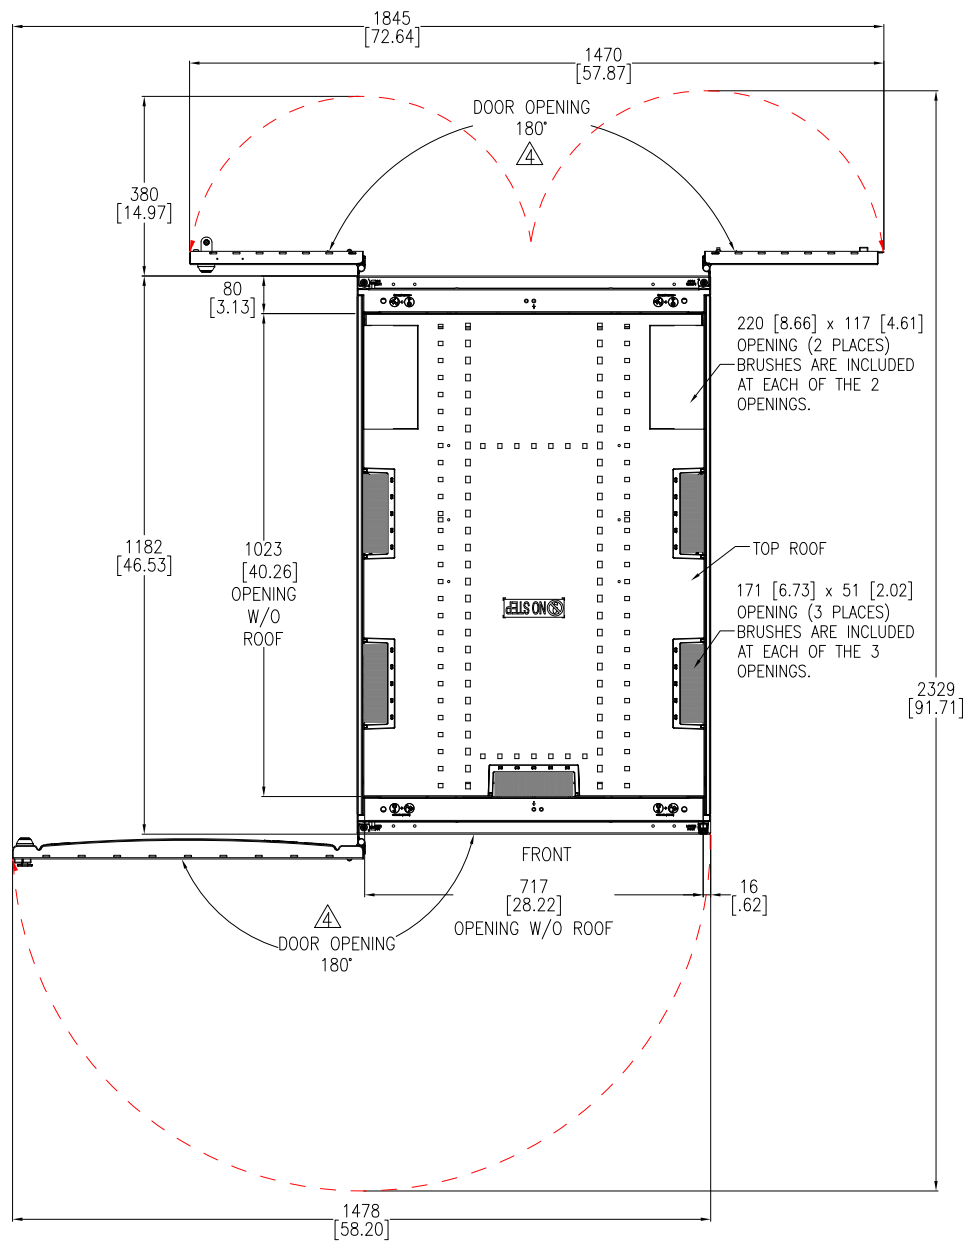 1845
[72.64]
1470
[57.87]
DOOR OPENING
180°
4
380
[14.97]
80
[3.13]
220 [8.66] x 117 [4.61]
OPENING (2 PLACES)
BRUSHES ARE INCLUDED
AT EACH OF THE 2
OPENINGS.
1182
[46.53]
1023
[40.26]
OPENING
W/O
ROOF
TOP ROOF
171 [6.73] x 51 [2.02]
OPENING (3 PLACES)
BRUSHES ARE INCLUDED
AT EACH OF THE 3
OPENINGS.
NO STEP
2329
[91.71]
FRONT
717
[28.22]
OPENING W/O ROOF
16
[.62]
4
DOOR OPENING
180°
1478
[58.20]